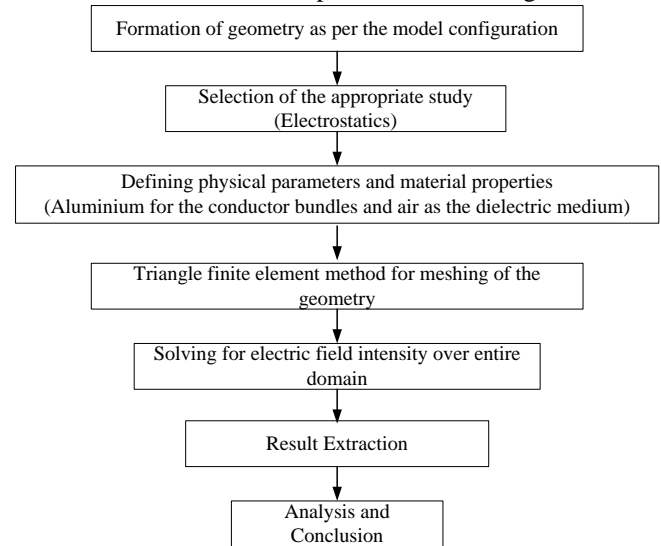 Formation of geometry as per the model configuration
Selection of the appropriate study
(Electrostatics)
Defining physical parameters and material properties
(Aluminium for the conductor bundles and air as the dielectric medium)
Triangle finite element method for meshing of the
geometry
Solving for electric field intensity over entire
domain
Result Extraction
Analysis and
Conclusion